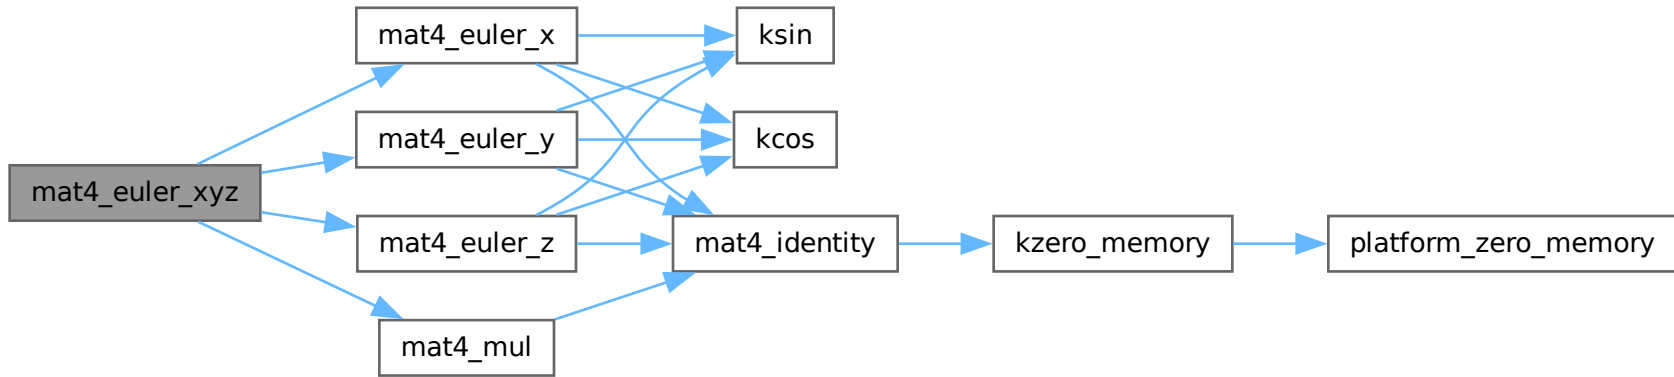 mat4_euler_xyz
mat4_euler_x
mat4_euler_y
mat4_euler_z
mat4_mul
ksin
kcos
mat4_identity
kzero_memory
platform_zero_memory